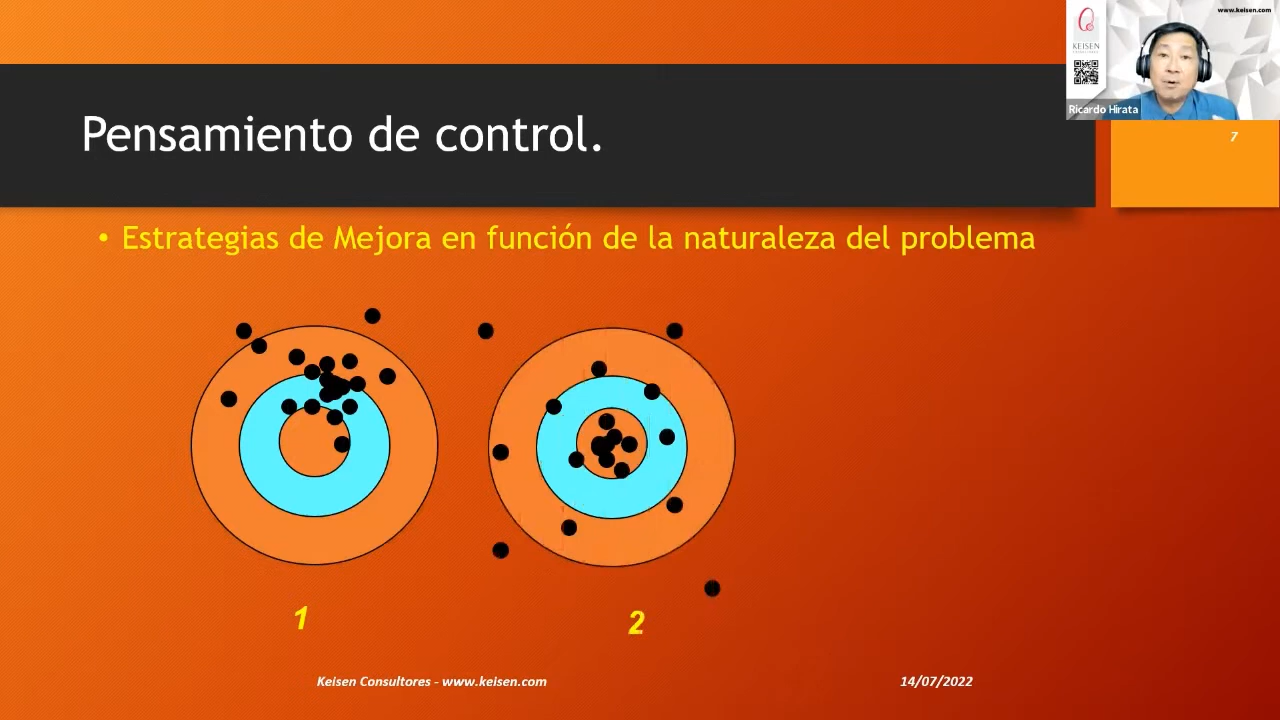 www.keisen.com
KEISEN
Ricardo Hirata
7
Pensamiento de control.
• Estrategias de Mejora en función de la naturaleza del problema
1
2
Keisen Consultores - www.keisen.com
14/07/2022